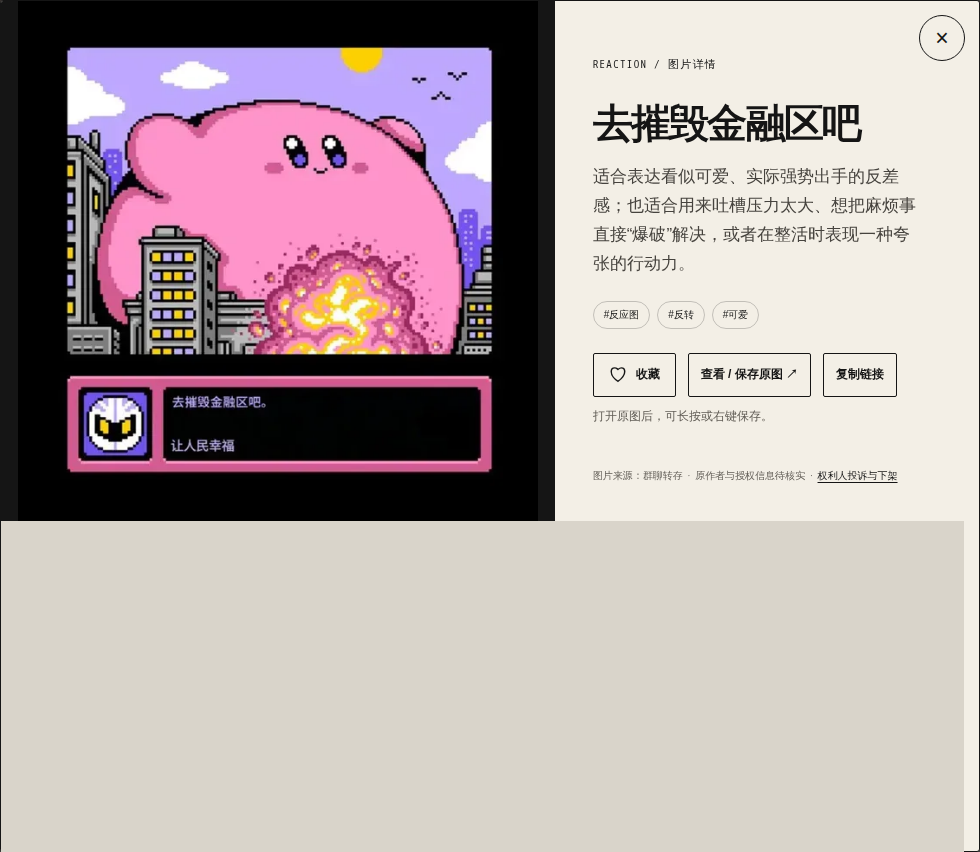 去摧毁金融区吧。
让人民幸福
REACTION / 图片详情
去摧毁金融区吧
适合表达看似可爱、实际强势出手的反差
感；也适合用来吐槽压力太大、想把麻烦事
直接“爆破”解决，或者在整活时表现一种夸
张的行动力。
#反应图 #反转 #可爱
收藏 查看 / 保存原图 ↗ 复制链接
打开原图后，可长按或右键保存。
图片来源：群聊转存 · 原作者与授权信息待核实 · 权利人投诉与下架